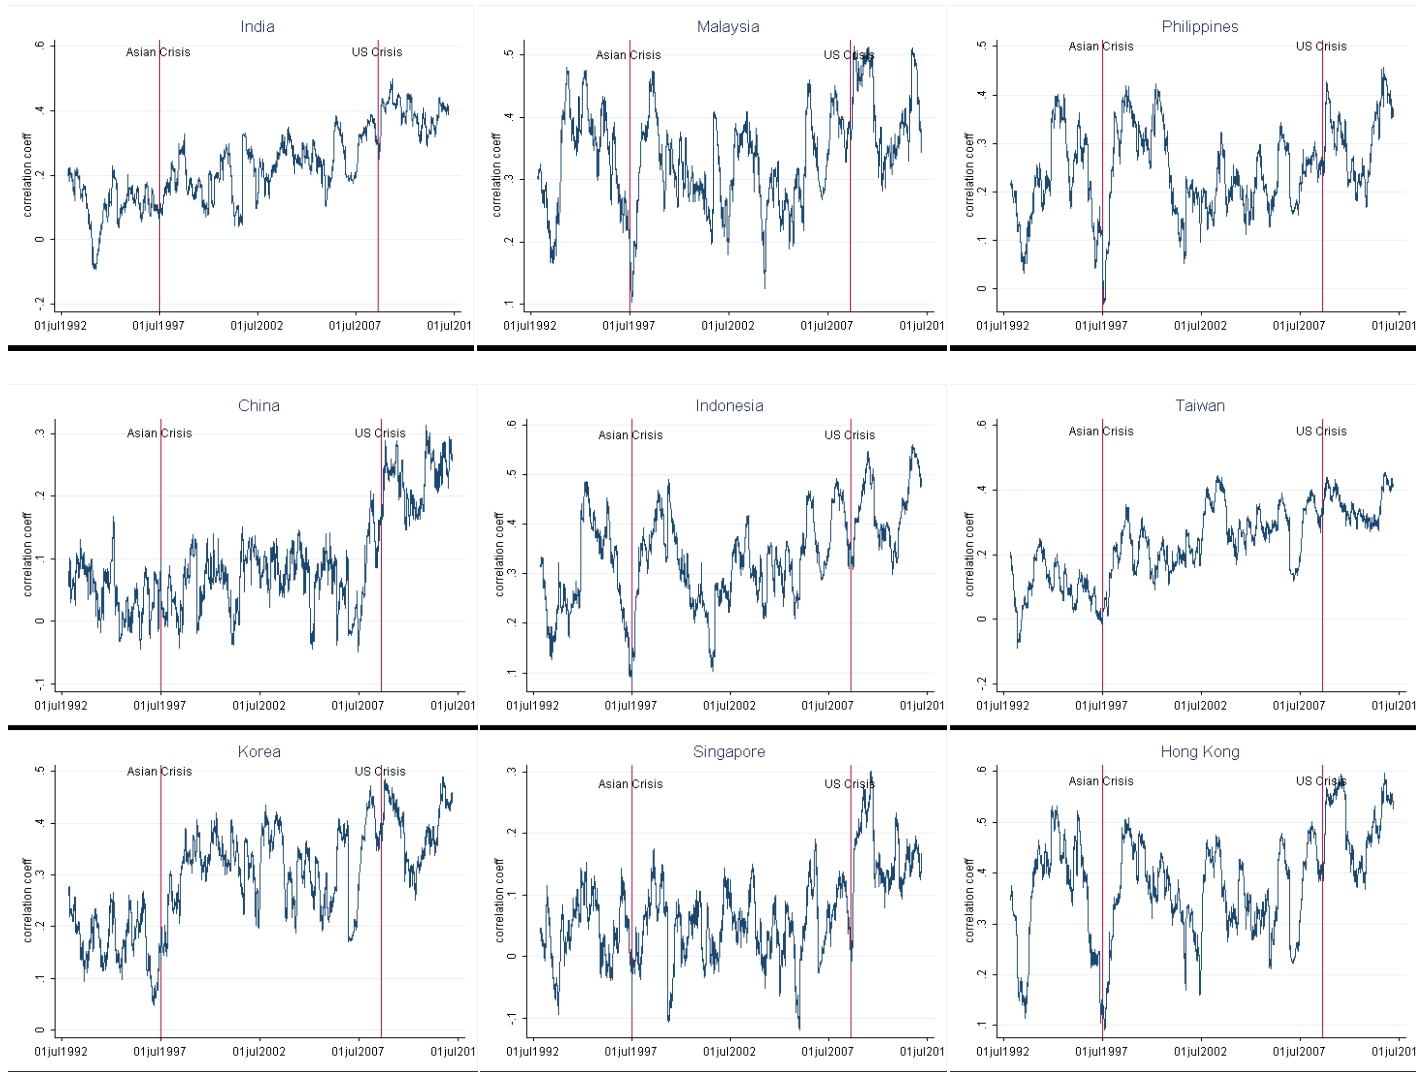 India
Asian Crisis
US Crisis
correlation coeff
.6
.4
.2
0
-.2
01jul1992 01jul1997 01jul2002 01jul2007 01jul201
Malaysia
Asian Crisis
US Crisis
correlation coeff
.5
.4
.3
.2
.1
01jul1992 01jul1997 01jul2002 01jul2007 01jul201
Philippines
Asian Crisis
US Crisis
correlation coeff
.5
.4
.3
.2
.1
0
01jul1992 01jul1997 01jul2002 01jul2007 01jul201
China
Asian Crisis
US Crisis
correlation coeff
.3
.2
.1
0
-.1
01jul1992 01jul1997 01jul2002 01jul2007 01jul201
Indonesia
Asian Crisis
US Crisis
correlation coeff
.6
.5
.4
.3
.2
.1
01jul1992 01jul1997 01jul2002 01jul2007 01jul201
Taiwan
Asian Crisis
US Crisis
correlation coeff
.6
.4
.2
0
-.2
01jul1992 01jul1997 01jul2002 01jul2007 01jul201
Korea
Asian Crisis
US Crisis
correlation coeff
.5
.4
.3
.2
.1
0
01jul1992 01jul1997 01jul2002 01jul2007 01jul201
Singapore
Asian Crisis
US Crisis
correlation coeff
.3
.2
.1
0
-.1
01jul1992 01jul1997 01jul2002 01jul2007 01jul201
Hong Kong
Asian Crisis
US Crisis
correlation coeff
.6
.5
.4
.3
.2
.1
01jul1992 01jul1997 01jul2002 01jul2007 01jul201